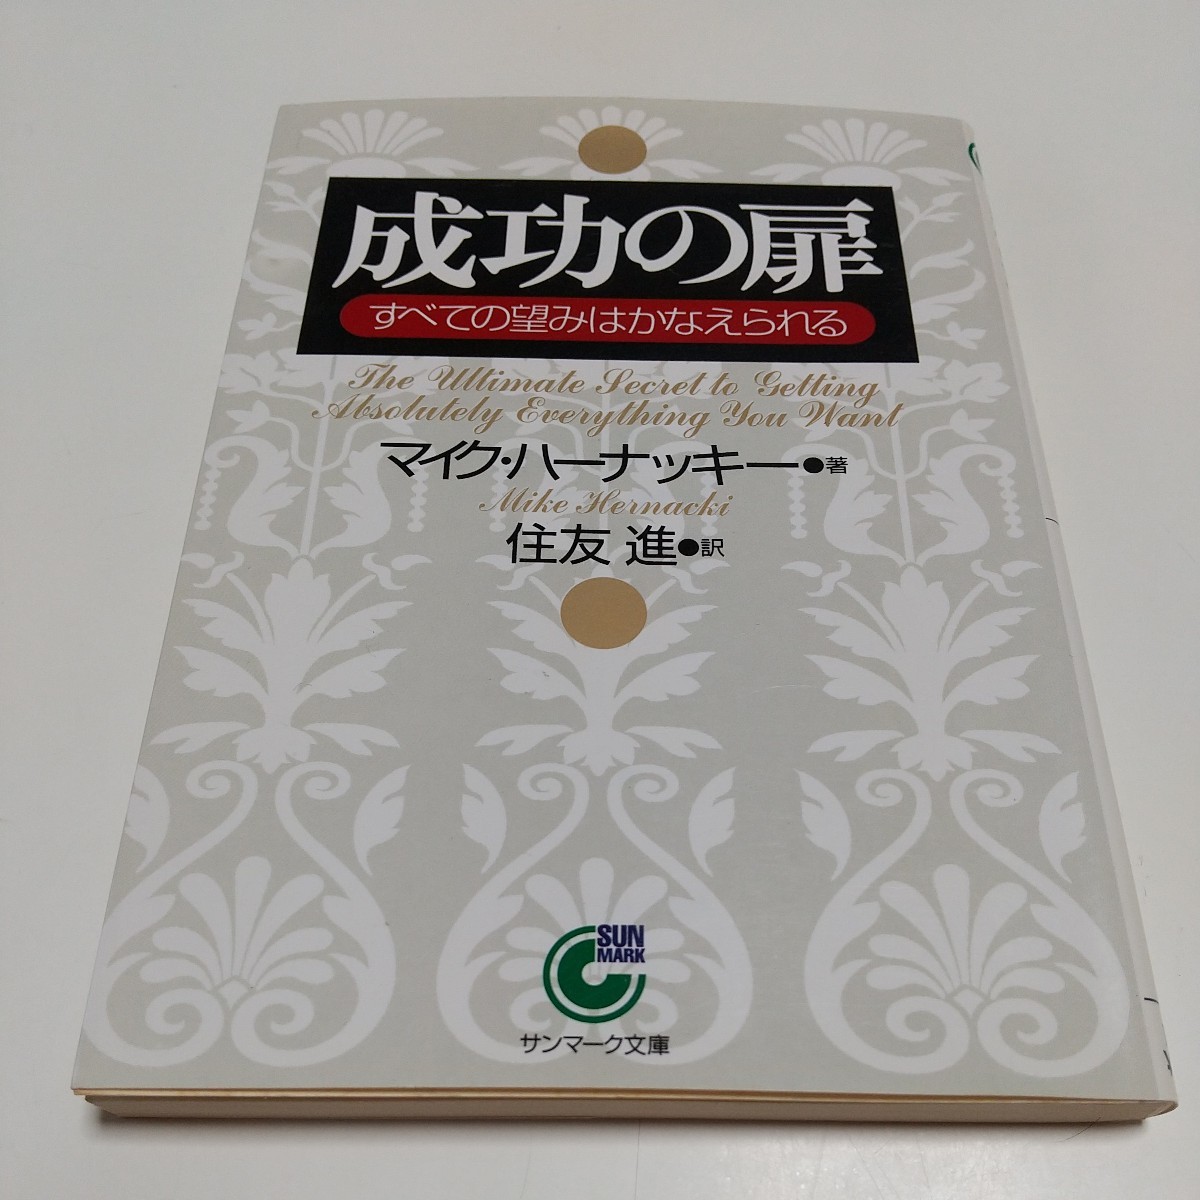 成功の扉
すべての望みはかなえられる
The Ultimate Secret to Getting
Absolutely Everything You Want
マイク・ハーナッキー●著
Mike Hernacki
住友 進●訳
SUN
MARK
サンマーク文庫